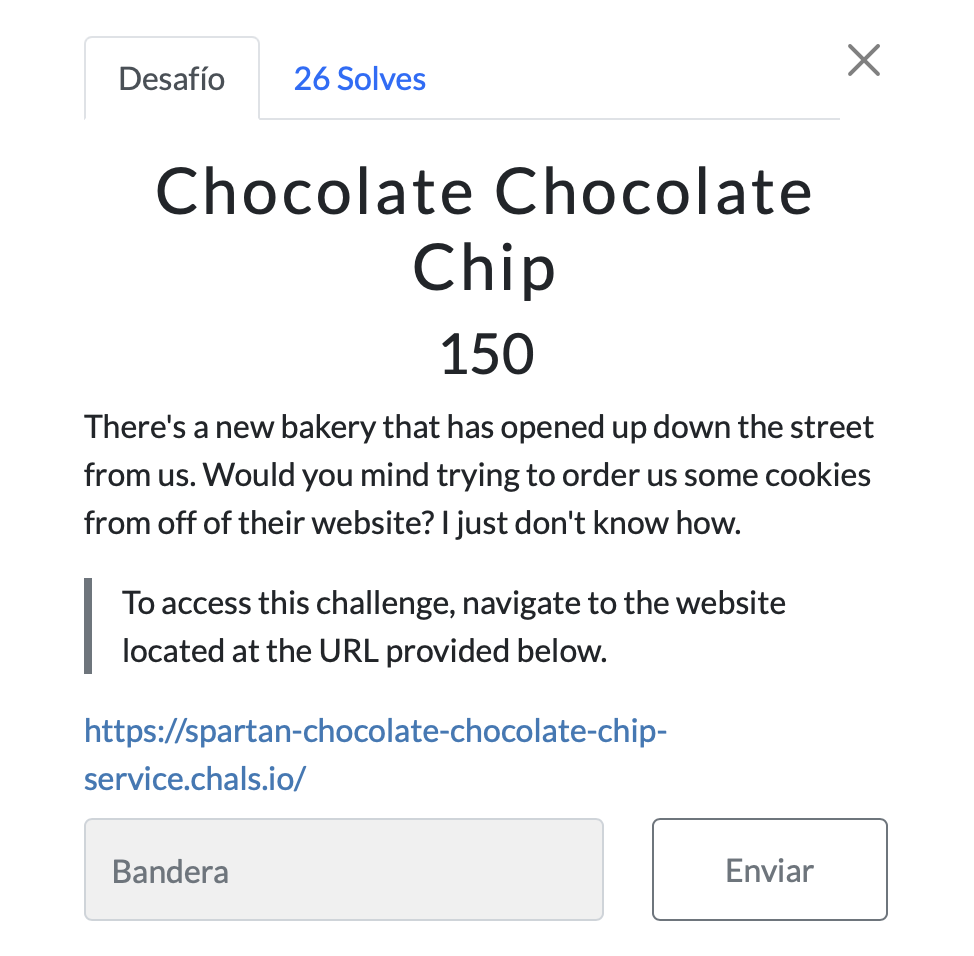 Desafío
26 Solves
Chocolate Chocolate
Chip
150
There's a new bakery that has opened up down the street
from us. Would you mind trying to order us some cookies
from off of their website? I just don't know how.
To access this challenge, navigate to the website
located at the URL provided below.
https://spartan-chocolate-chocolate-chip-
service.chals.io/
Bandera
Enviar